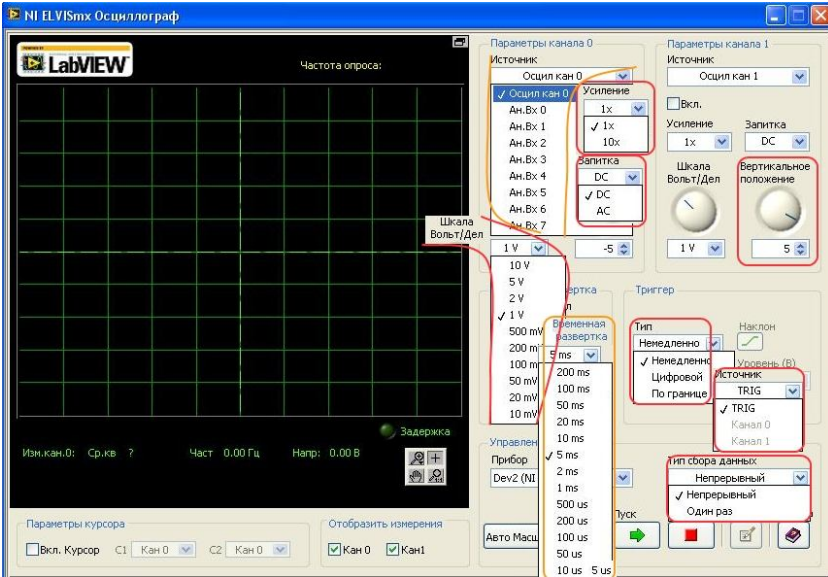 NI ELVISmx Осциллограф
LabVIEW
Частота опроса:
Задержка
Изм.кан.0: Ср.кв ? Част 0.00 Гц Напр: 0.00 В
Параметры курсора
Вкл. Курсор C1 Кан 0 C2 Кан 0
Отобразить измерения
Кан 0 Кан1
Параметры канала 0
Источник
Осцил кан 0
Осцил кан 0
Ан.Вх 0
Ан.Вх 1
Ан.Вх 2
Ан.Вх 3
Ан.Вх 4
Ан.Вх 5
Ан.Вх 6
Ан.Вх 7
Усиление
1x
1x
10x
Запитка
DC
DC
AC
Шкала
Вольт/Дел
1 V
-5
10 V
5 V
2 V
1 V
500 mV
200 m
100 m
50 mV
20 mV
10 mV
Параметры канала 1
Источник
Осцил кан 1
Вкл.
Усиление Запитка
1x DC
Шкала
Вольт/Дел
Вертикальное
положение
1 V 5
Временная
развертка
5 ms
200 ms
100 ms
50 ms
20 ms
10 ms
5 ms
2 ms
1 ms
500 us
200 us
100 us
50 us
10 us 5 us
Триггер
Тип
Немедленно
Немедленно
Цифровой
По границе
Наклон
Уровень (В)
Источник
TRIG
TRIG
Канал 0
Канал 1
Управлен
Прибор
Dev2 (NI
Тип сбора данных
Непрерывный
Непрерывный
Один раз
Пуск
Авто Масш